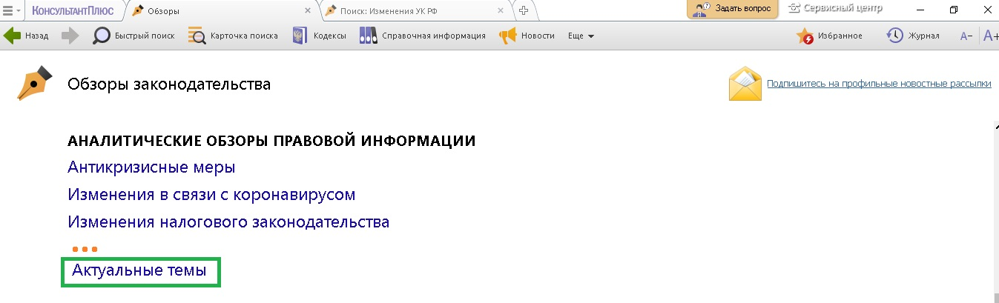 КонсультантПлюс Обзоры Поиск: Изменения УК РФ Задать вопрос Сервисный центр
Назад Быстрый поиск Карточка поиска Кодексы Справочная информация Новости Еще Избранное Журнал А- А+
Обзоры законодательства Подпишитесь на профильные новостные рассылки
АНАЛИТИЧЕСКИЕ ОБЗОРЫ ПРАВОВОЙ ИНФОРМАЦИИ
Антикризисные меры
Изменения в связи с коронавирусом
Изменения налогового законодательства
...
Актуальные темы